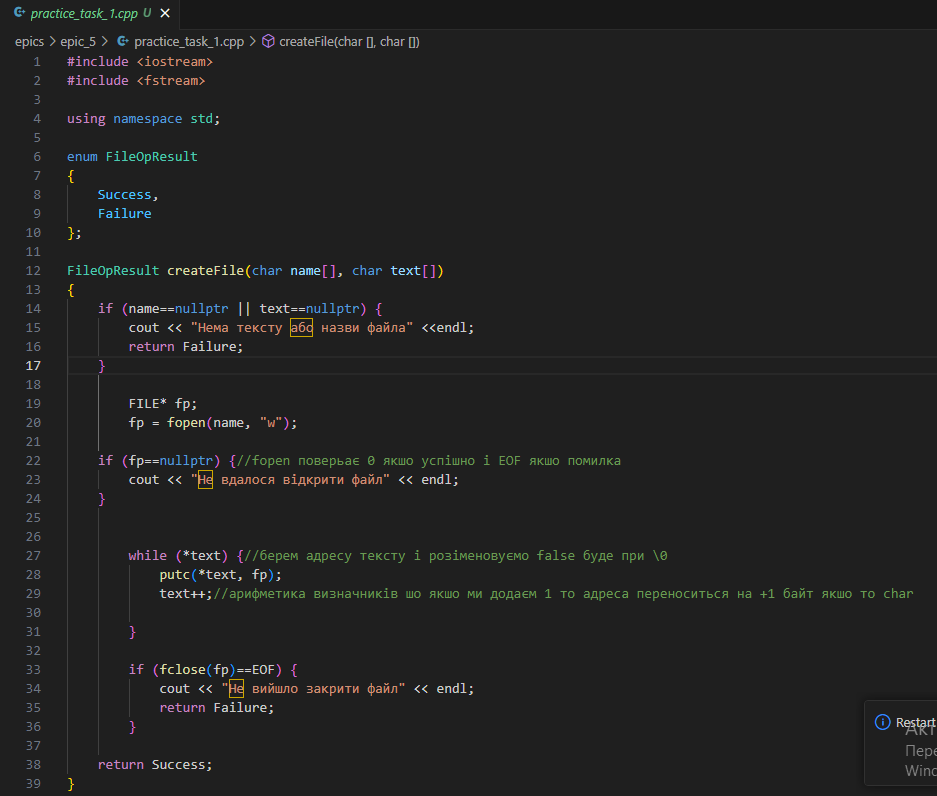 practice_task_1.cpp U
epics > epic_5 > practice_task_1.cpp > createFile(char [], char [])
1 #include <iostream>
2 #include <fstream>
3
4 using namespace std;
5
6 enum FileOpResult
7 {
8 Success,
9 Failure
10 };
11
12 FileOpResult createFile(char name[], char text[])
13 {
14 if (name==nullptr || text==nullptr) {
15 cout << "Нема тексту або назви файла" <<endl;
16 return Failure;
17 }
18
19 FILE* fp;
20 fp = fopen(name, "w");
21
22 if (fp==nullptr) {//fopen поверьає 0 якшо успішно і EOF якшо помилка
23 cout << "Не вдалося відкрити файл" << endl;
24 }
25
26
27 while (*text) {//берем адресу тексту і розіменовуємо false буде при \0
28 putc(*text, fp);
29 text++;//арифметика визначників шо якшо ми додаєм 1 то адреса переноситься на +1 байт якшо то char
30
31 }
32
33 if (fclose(fp)==EOF) {
34 cout << "Не вийшло закрити файл" << endl;
35 return Failure;
36 }
37
38 return Success;
39 }
Restart
Акт
Пере
Wind